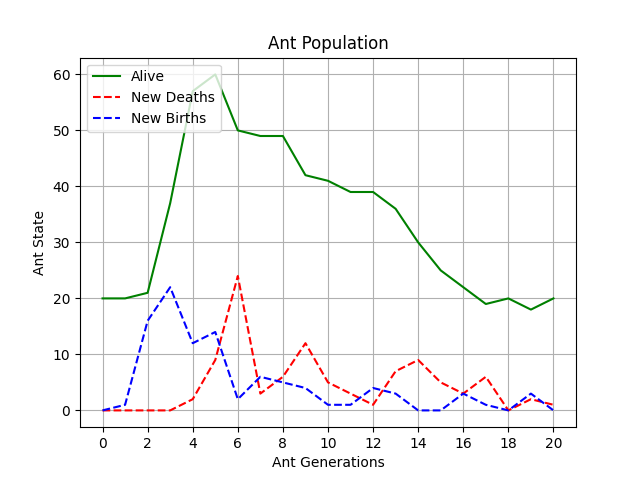 Ant Population
Alive
New Deaths
New Births
60
50
40
30
20
10
0
Ant State
0 2 4 6 8 10 12 14 16 18 20
Ant Generations